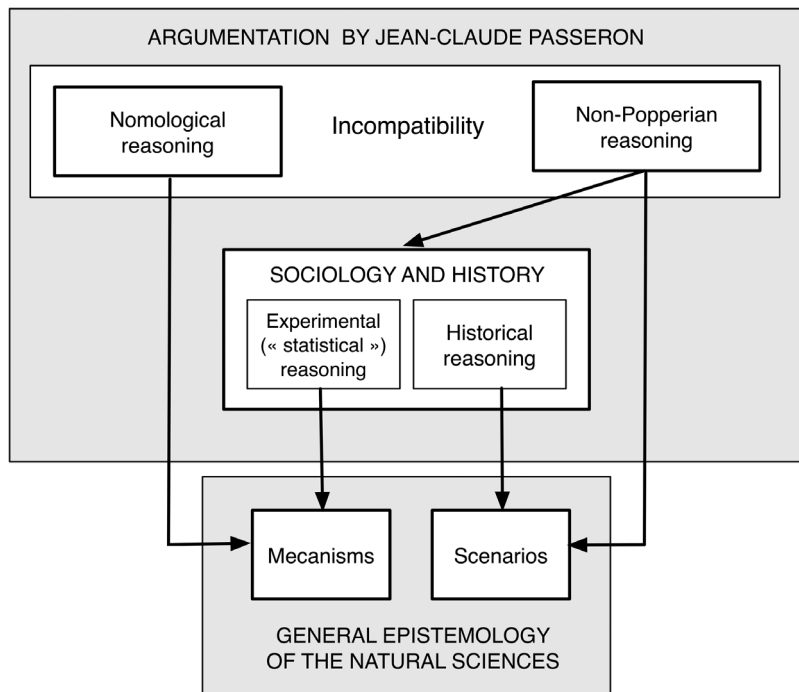 ARGUMENTATION BY JEAN-CLAUDE PASSERON
Nomological
reasoning
Incompatibility
Non-Popperian
reasoning
SOCIOLOGY AND HISTORY
Experimental
(« statistical »)
reasoning
Historical
reasoning
Mecanisms
Scenarios
GENERAL EPISTEMOLOGY
OF THE NATURAL SCIENCES